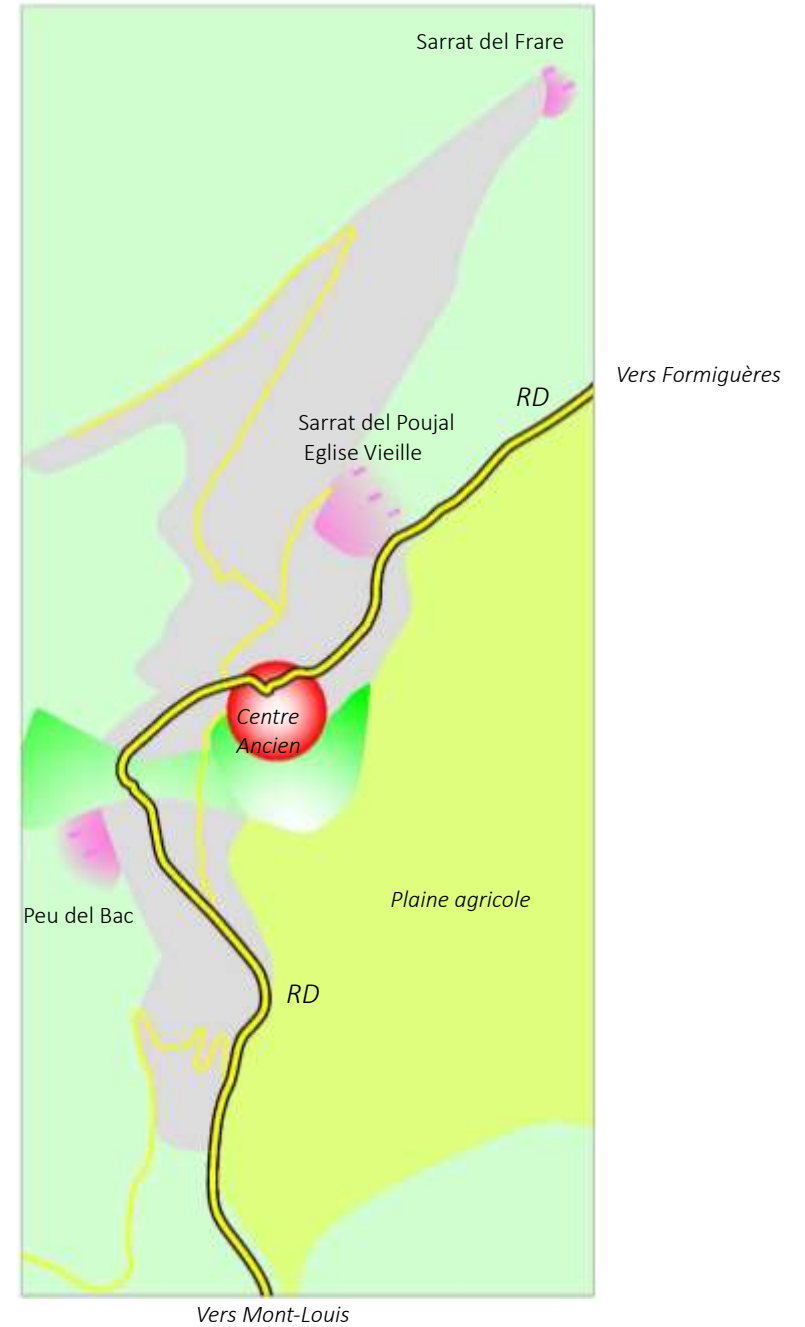 Sarrat del Frare
Vers Formiguères
RD
Sarrat del Poujal
Eglise Vieille
Centre
Ancien
Plaine agricole
Peu del Bac
RD
Vers Mont-Louis